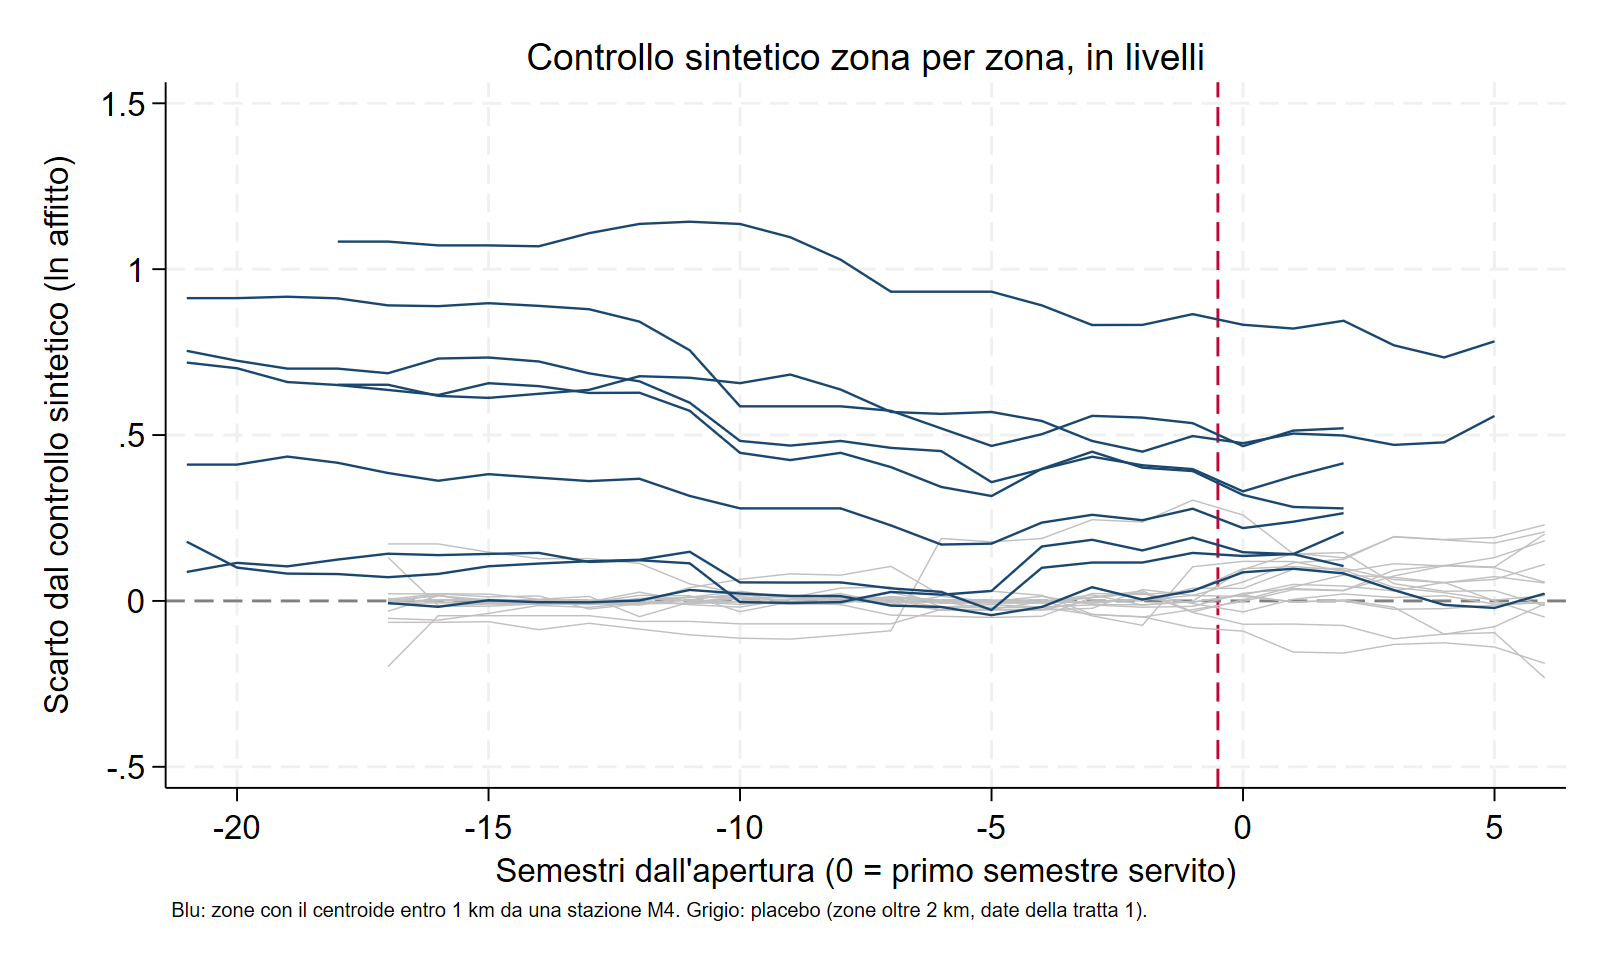 Controllo sintetico zona per zona, in livelli
Scarto dal controllo sintetico (ln affitto)
1.5
1
.5
0
-.5
-20
-15
-10
-5
0
5
Semestri dall'apertura (0 = primo semestre servito)
Blu: zone con il centroide entro 1 km da una stazione M4. Grigio: placebo (zone oltre 2 km, date della tratta 1).